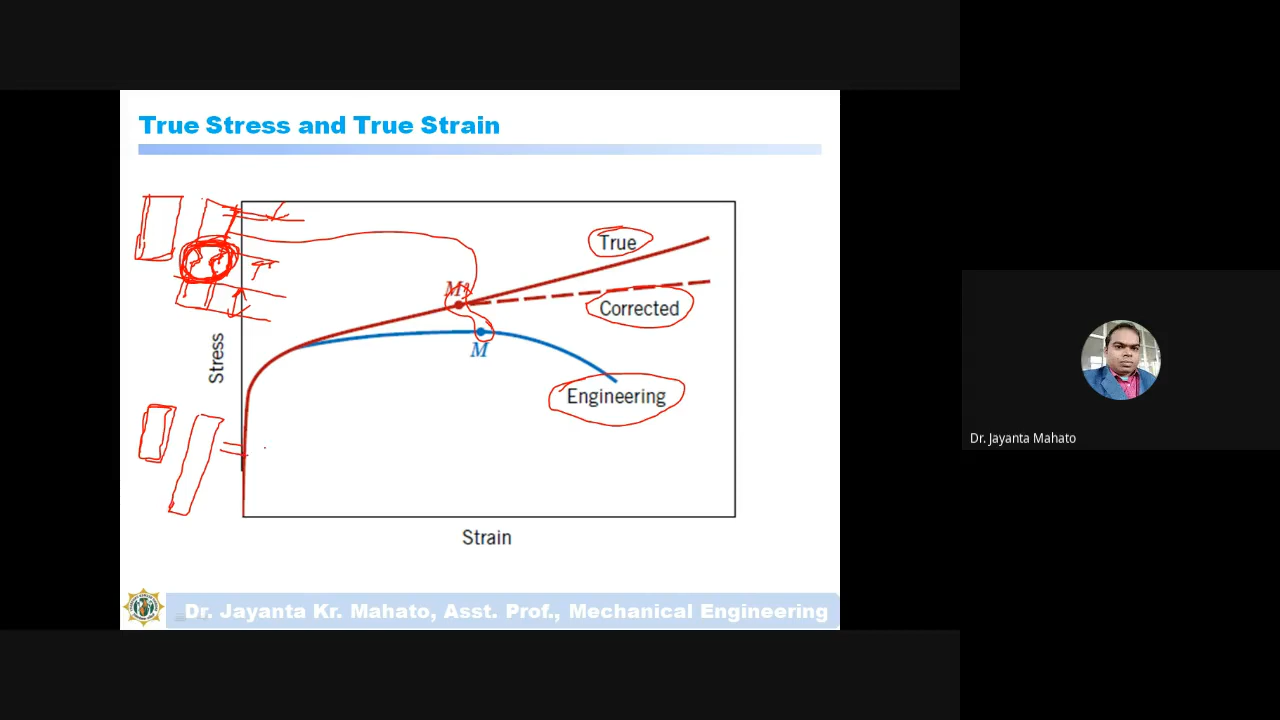 True Stress and True Strain
True
M'
Corrected
Stress
M
Engineering
Strain
Dr. Jayanta Kr. Mahato, Asst. Prof., Mechanical Engineering
Dr. Jayanta Mahato